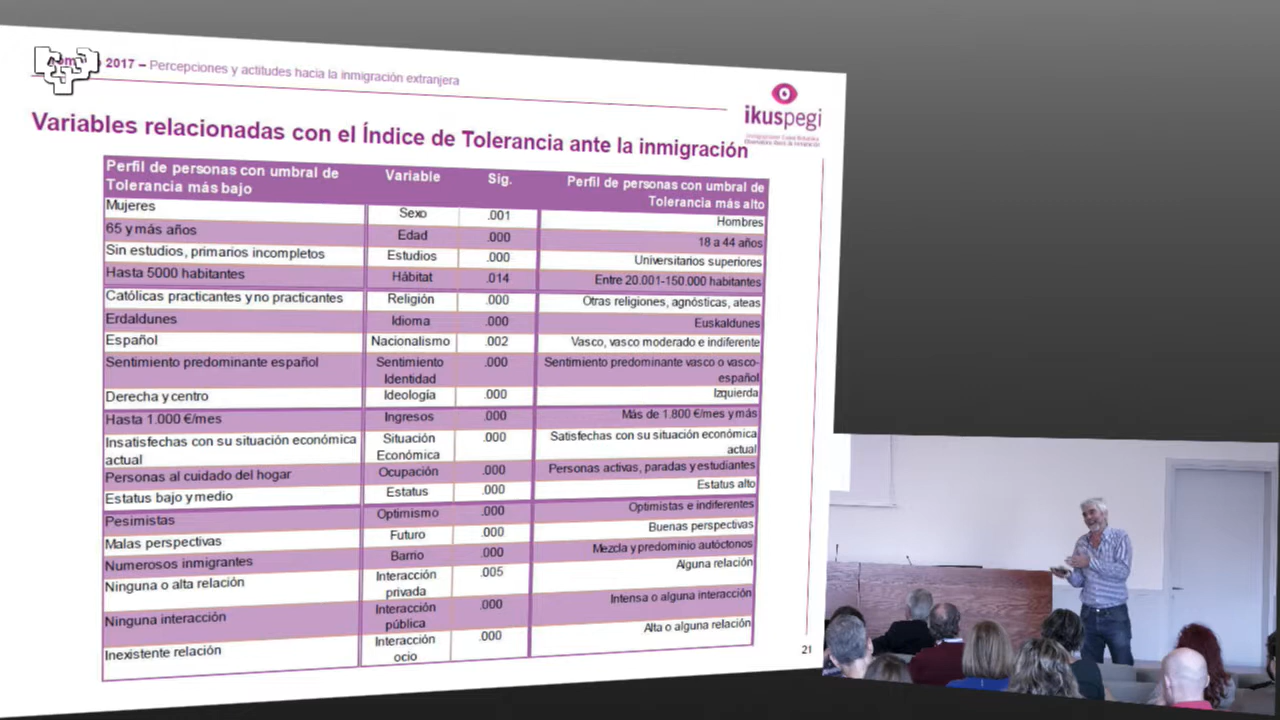 2017 – Percepciones y actitudes hacia la inmigración extranjera
ikuspegi
Variables relacionadas con el Índice de Tolerancia ante la inmigración
Perfil de personas con umbral de Tolerancia más bajo Variable Sig. Perfil de personas con umbral de Tolerancia más alto
Mujeres Sexo .001 Hombres
65 y más años Edad .000 18 a 44 años
Sin estudios, primarios incompletos Estudios .000 Universitarios superiores
Hasta 5000 habitantes Hábitat .014 Entre 20.001-150.000 habitantes
Católicas practicantes y no practicantes Religión .000 Otras religiones, agnósticas, ateas
Erdaldunes Idioma .000 Euskaldunes
Español Nacionalismo .002 Vasco, vasco moderado e indiferente
Sentimiento predominante español Sentimiento Identidad .000 Sentimiento predominante vasco o vasco-español
Derecha y centro Ideología .000 Izquierda
Hasta 1.000 €/mes Ingresos .000 Más de 1.800 €/mes y más
Insatisfechas con su situación económica actual Situación Económica .000 Satisfechas con su situación económica actual
Personas al cuidado del hogar Ocupación .000 Personas activas, paradas y estudiantes
Estatus bajo y medio Estatus .000 Estatus alto
Pesimistas Optimismo .000 Optimistas e indiferentes
Malas perspectivas Futuro .000 Buenas perspectivas
Numerosos inmigrantes Barrio .000 Mezcla y predominio autóctonos
Ninguna o alta relación Interacción privada .005 Alguna relación
Ninguna interacción Interacción pública .000 Intensa o alguna interacción
Inexistente relación Interacción ocio .000 Alta o alguna relación
21